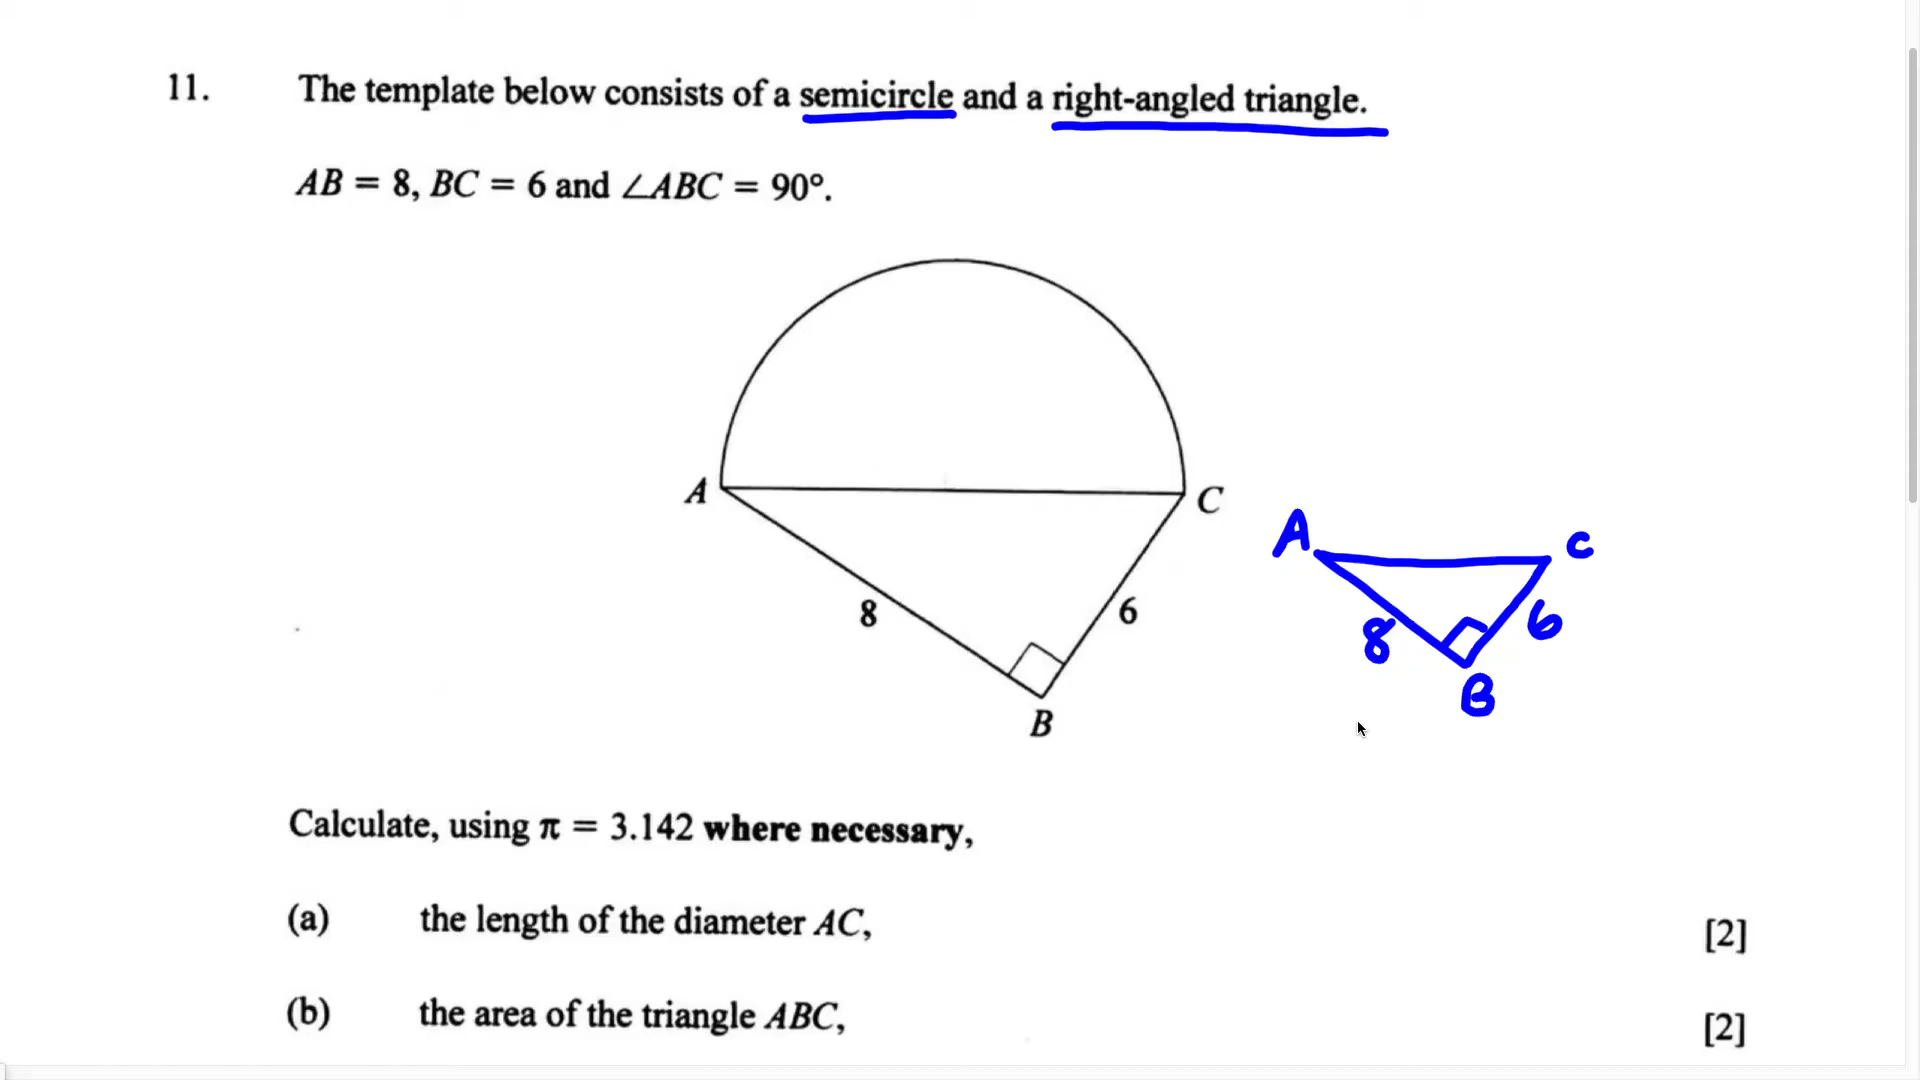 11. The template below consists of a semicircle and a right-angled triangle.
AB = 8, BC = 6 and ∠ABC = 90°.
A
C
8
6
B
A
C
8
6
B
Calculate, using π = 3.142 where necessary,
(a) the length of the diameter AC, [2]
(b) the area of the triangle ABC, [2]